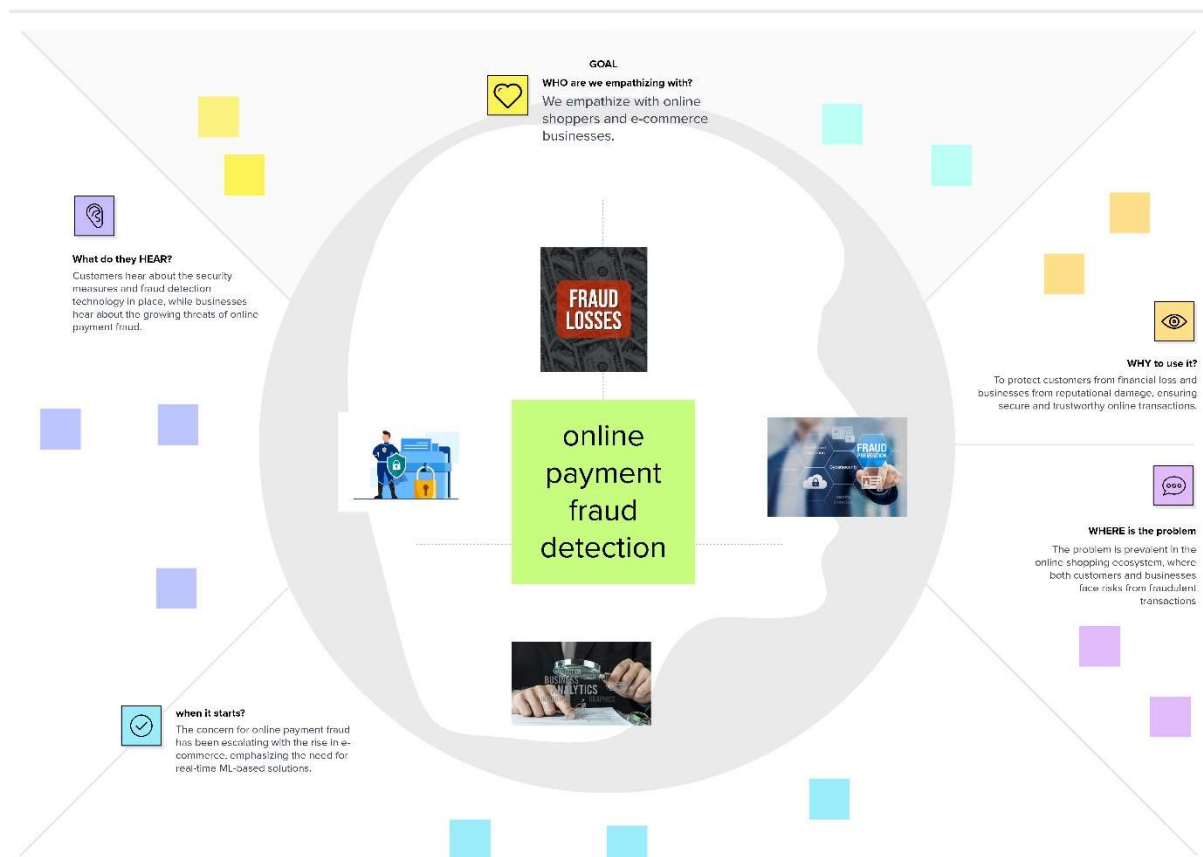 GOAL
WHO are we empathizing with?
We empathize with online
shoppers and e-commerce
businesses.
What do they HEAR?
Customers hear about the security
measures and fraud detection
technology in place, while businesses
hear about the growing threats of online
payment fraud.
FRAUD
LOSSES
WHY to use it?
To protect customers from financial loss and
businesses from reputational damage, ensuring
secure and trustworthy online transactions.
online
payment
fraud
detection
FRAUD
PREVENTION
Cybersecurity
WHERE is the problem
The problem is prevalent in the
online shopping ecosystem, where
both customers and businesses
face risks from fraudulent
transactions
BUSINESS
ANALYTICS
when it starts?
The concern for online payment fraud
has been escalating with the rise in e-
commerce, emphasizing the need for
real-time ML-based solutions.